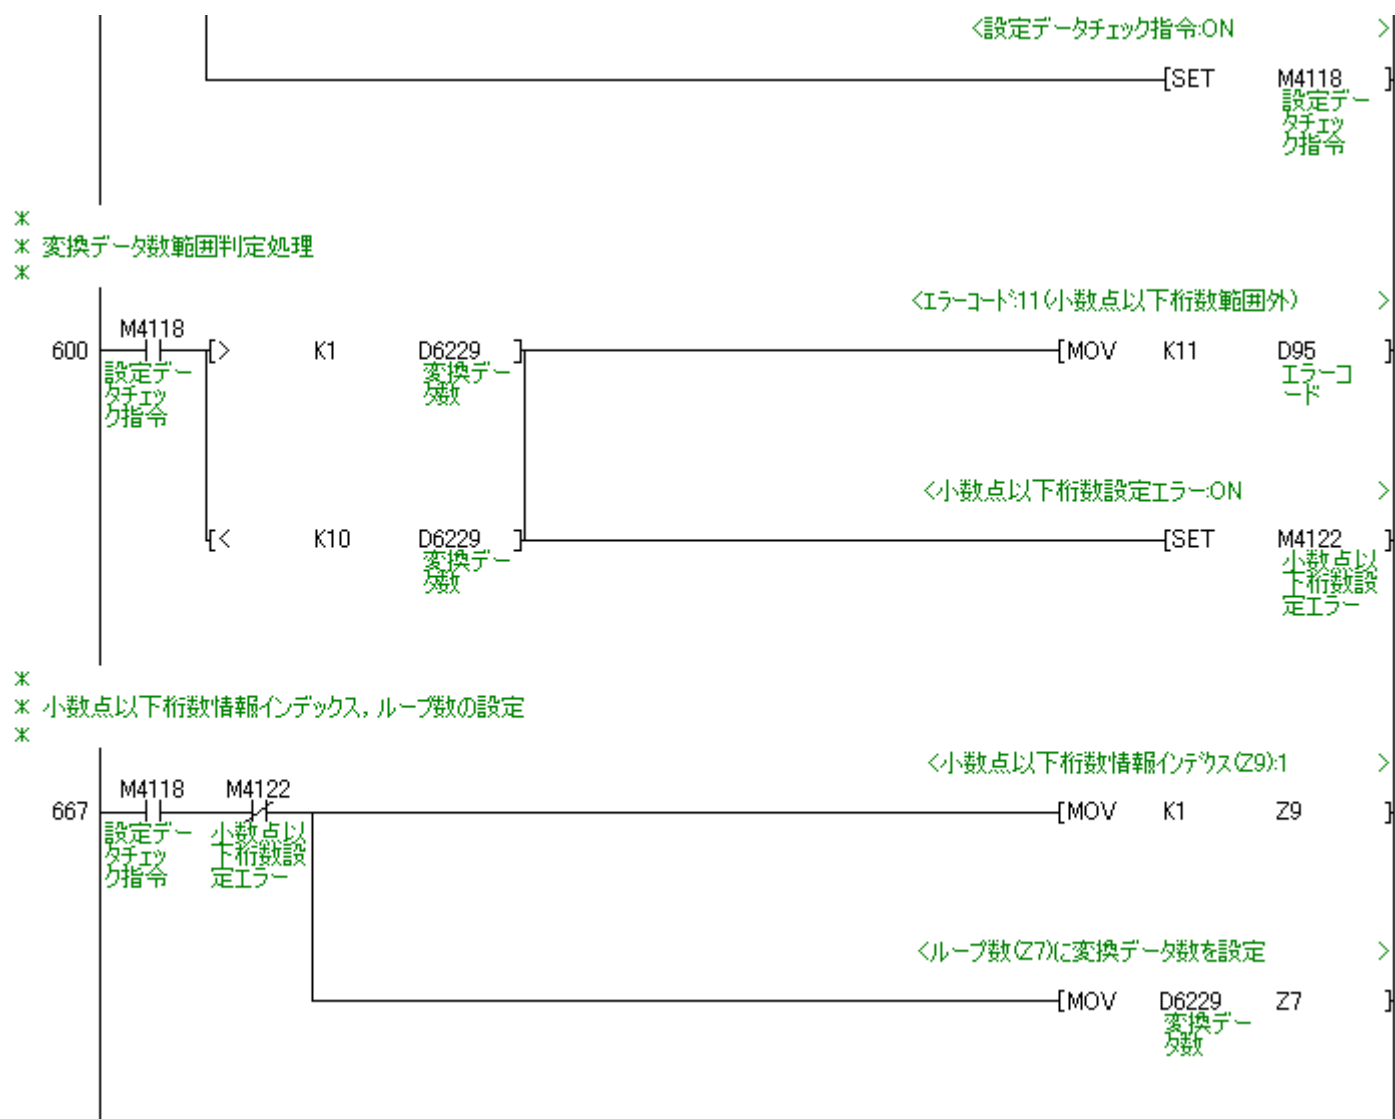 <設定データチェック指令:ON >
[SET M4118 ]
設定デー
タチェッ
ク指令
*
* 変換データ数範囲判定処理
*
<エラーコード:11(小数点以下桁数範囲外) >
M4118
600 [> K1 D6229 ] [MOV K11 D95 ]
設定デー 変換デー エラーコ
タチェッ タ数 ード
ク指令
<小数点以下桁数設定エラー:ON >
[< K10 D6229 ] [SET M4122 ]
変換デー 小数点以
タ数 下桁数設
定エラー
*
* 小数点以下桁数情報インデックス,ループ数の設定
*
<小数点以下桁数情報インデクス(Z9):1 >
M4118 M4122
667 [MOV K1 Z9 ]
設定デー 小数点以
タチェッ 下桁数設
ク指令 定エラー
<ループ数(Z7)に変換データ数を設定 >
[MOV D6229 Z7 ]
変換デー
タ数